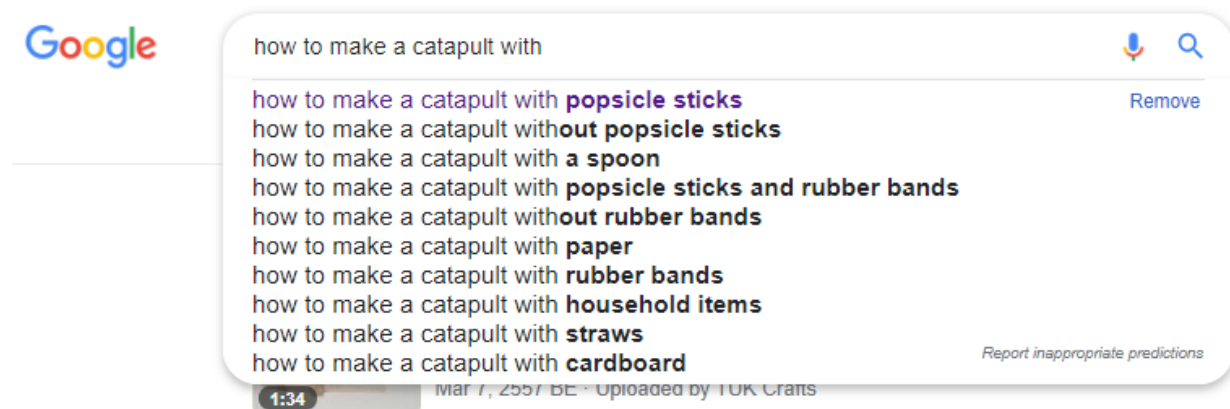 Google
how to make a catapult with
how to make a catapult with popsicle sticks
Remove
how to make a catapult without popsicle sticks
how to make a catapult with a spoon
how to make a catapult with popsicle sticks and rubber bands
how to make a catapult without rubber bands
how to make a catapult with paper
how to make a catapult with rubber bands
how to make a catapult with household items
how to make a catapult with straws
how to make a catapult with cardboard
Report inappropriate predictions
1:34
Mar 7, 2557 BE · Uploaded by TUK Crafts